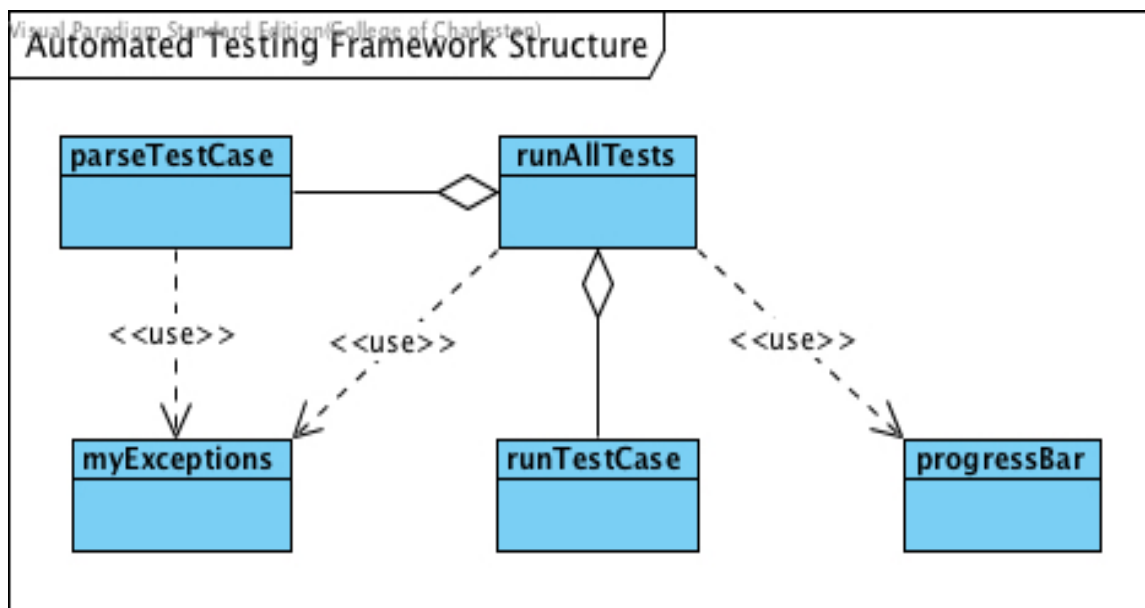 Visual Paradigm Standard Edition(College of Charleston)
Automated Testing Framework Structure
parseTestCase
runAllTests
<<use>>
<<use>>
<<use>>
myExceptions
runTestCase
progressBar